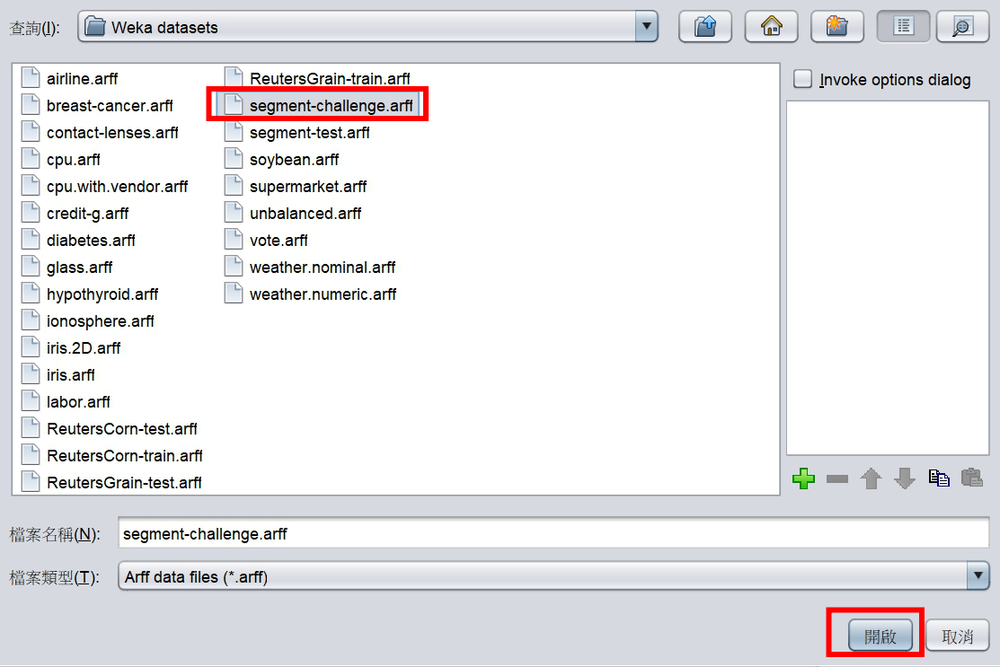 查詢(I):
Weka datasets
airline.arff
breast-cancer.arff
contact-lenses.arff
cpu.arff
cpu.with.vendor.arff
credit-g.arff
diabetes.arff
glass.arff
hypothyroid.arff
ionosphere.arff
iris.2D.arff
iris.arff
labor.arff
ReutersCorn-test.arff
ReutersCorn-train.arff
ReutersGrain-test.arff
ReutersGrain-train.arff
segment-challenge.arff
segment-test.arff
soybean.arff
supermarket.arff
unbalanced.arff
vote.arff
weather.nominal.arff
weather.numeric.arff
Invoke options dialog
檔案名稱(N):
segment-challenge.arff
檔案類型(T):
Arff data files (*.arff)
開啟
取消